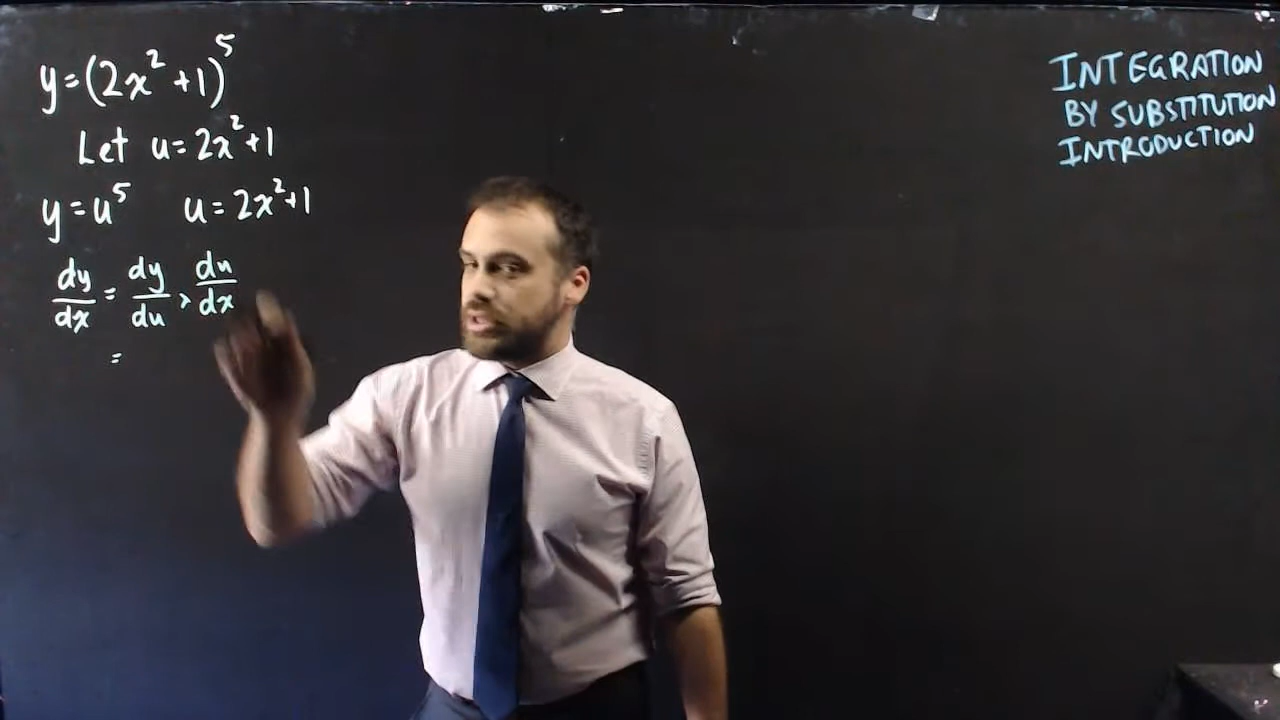 y=(2x²+1)⁵
Let u=2x²+1
y=u⁵ u=2x²+1
dy/dx = dy/du × du/dx
=
INTEGRATION
BY SUBSTITUTION
INTRODUCTION